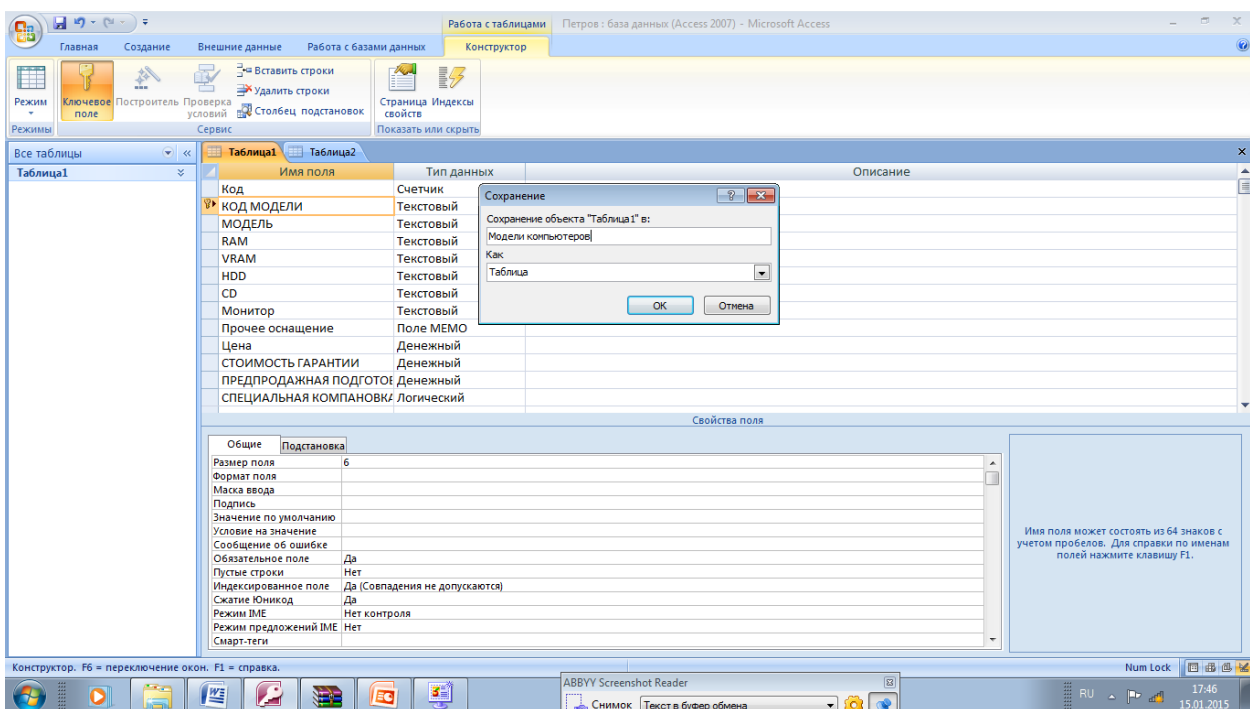 Работа с таблицами
Петров : база данных (Access 2007) - Microsoft Access
Главная Создание Внешние данные Работа с базами данных Конструктор
Режим
Ключевое поле
Построитель
Проверка условий
Вставить строки
Удалить строки
Столбец подстановок
Страница свойств
Индексы
Режимы Сервис Показать или скрыть
Все таблицы
Таблица1
Таблица1 Таблица2
Имя поля Тип данных Описание
Код Счетчик
КОД МОДЕЛИ Текстовый
МОДЕЛЬ Текстовый
RAM Текстовый
VRAM Текстовый
HDD Текстовый
CD Текстовый
Монитор Текстовый
Прочее оснащение Поле MEMO
Цена Денежный
СТОИМОСТЬ ГАРАНТИИ Денежный
ПРЕДПРОДАЖНАЯ ПОДГОТОВ Денежный
СПЕЦИАЛЬНАЯ КОМПАНОВКА Логический
Сохранение
Сохранение объекта "Таблица1" в:
Модели компьютеров
Как
Таблица
ОК Отмена
Свойства поля
Общие Подстановка
Размер поля 6
Формат поля
Маска ввода
Подпись
Значение по умолчанию
Условие на значение
Сообщение об ошибке
Обязательное поле Да
Пустые строки Нет
Индексированное поле Да (Совпадения не допускаются)
Сжатие Юникод Да
Режим IME Нет контроля
Режим предложений IME Нет
Смарт-теги
Имя поля может состоять из 64 знаков с
учетом пробелов. Для справки по именам
полей нажмите клавишу F1.
Конструктор. F6 = переключение окон. F1 = справка.
Num Lock
ABBYY Screenshot Reader
Снимок Текст в буфер обмена
RU
17:46
15.01.2015